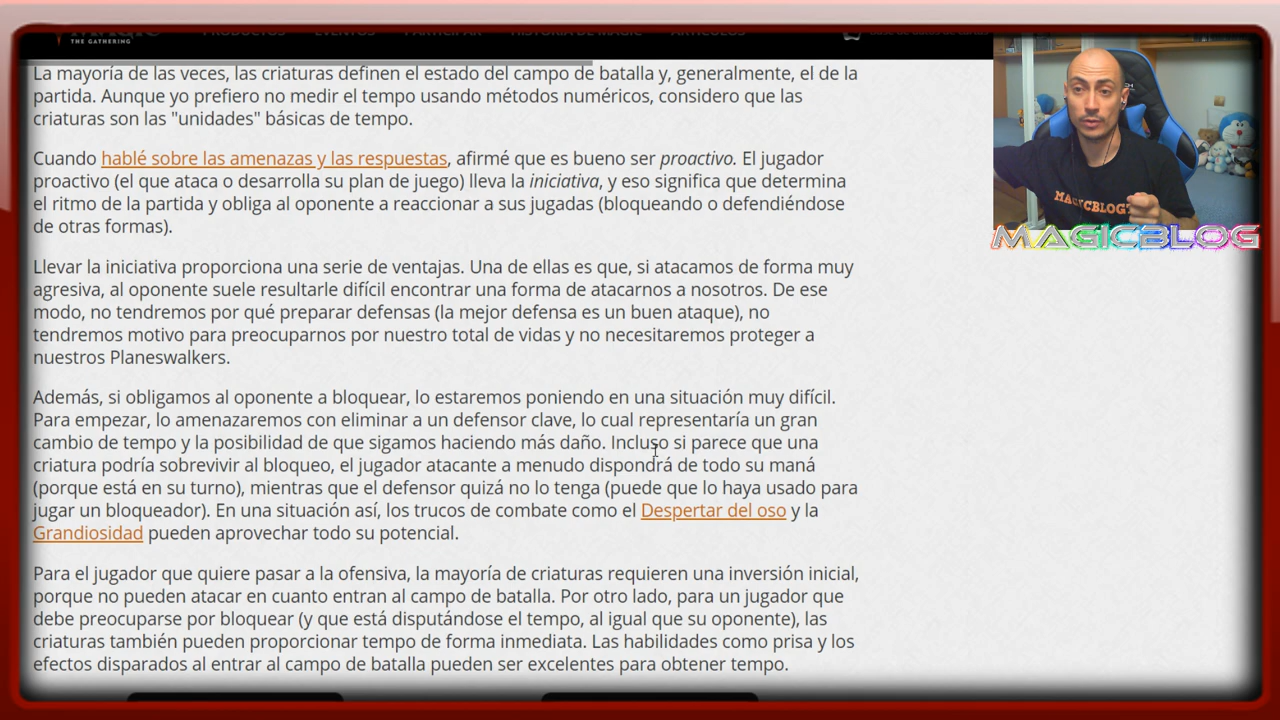 THE GATHERING
PRODUCTOS EVENTOS PARTICIPAR HISTORIA DE MAGIC ARTÍCULOS
La mayoría de las veces, las criaturas definen el estado del campo de batalla y, generalmente, el de la
partida. Aunque yo prefiero no medir el tempo usando métodos numéricos, considero que las
criaturas son las "unidades" básicas de tempo.
Cuando hablé sobre las amenazas y las respuestas, afirmé que es bueno ser proactivo. El jugador
proactivo (el que ataca o desarrolla su plan de juego) lleva la iniciativa, y eso significa que determina
el ritmo de la partida y obliga al oponente a reaccionar a sus jugadas (bloqueando o defendiéndose
de otras formas).
Llevar la iniciativa proporciona una serie de ventajas. Una de ellas es que, si atacamos de forma muy
agresiva, al oponente suele resultarle difícil encontrar una forma de atacarnos a nosotros. De ese
modo, no tendremos por qué preparar defensas (la mejor defensa es un buen ataque), no
tendremos motivo para preocuparnos por nuestro total de vidas y no necesitaremos proteger a
nuestros Planeswalkers.
Además, si obligamos al oponente a bloquear, lo estaremos poniendo en una situación muy difícil.
Para empezar, lo amenazaremos con eliminar a un defensor clave, lo cual representaría un gran
cambio de tempo y la posibilidad de que sigamos haciendo más daño. Incluso si parece que una
criatura podría sobrevivir al bloqueo, el jugador atacante a menudo dispondrá de todo su maná
(porque está en su turno), mientras que el defensor quizá no lo tenga (puede que lo haya usado para
jugar un bloqueador). En una situación así, los trucos de combate como el Despertar del oso y la
Grandiosidad pueden aprovechar todo su potencial.
Para el jugador que quiere pasar a la ofensiva, la mayoría de criaturas requieren una inversión inicial,
porque no pueden atacar en cuanto entran al campo de batalla. Por otro lado, para un jugador que
debe preocuparse por bloquear (y que está disputándose el tempo, al igual que su oponente), las
criaturas también pueden proporcionar tempo de forma inmediata. Las habilidades como prisa y los
efectos disparados al entrar al campo de batalla pueden ser excelentes para obtener tempo.
MAGICBLOG
MAGICBLOG